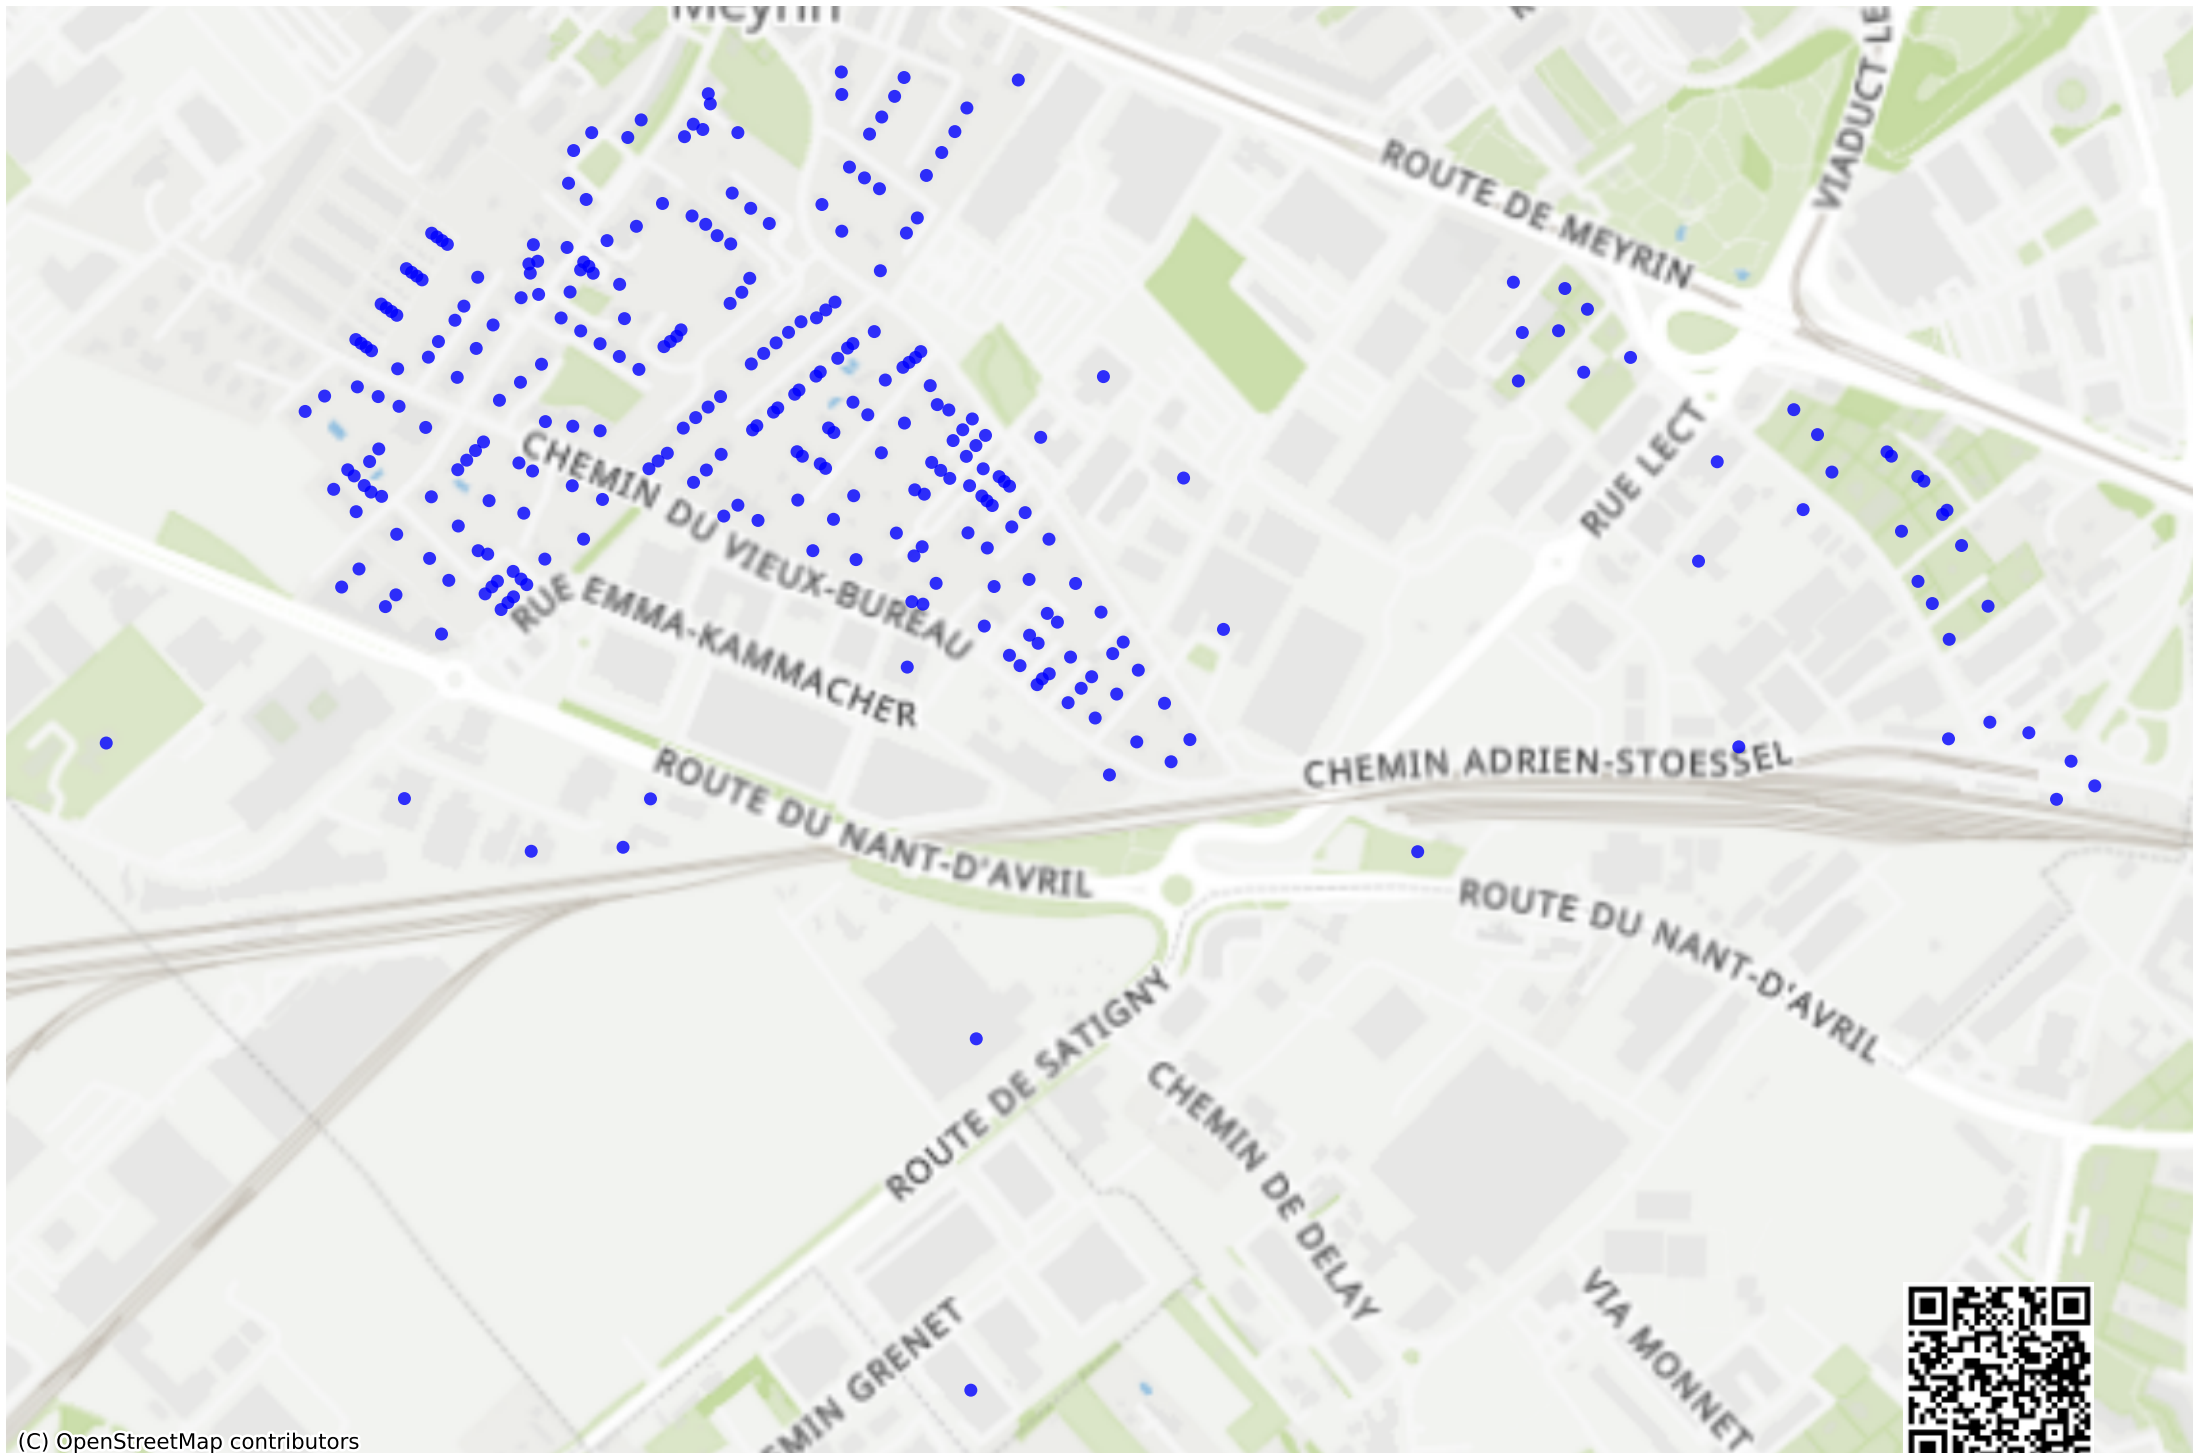 Meyrin
VIADUCT LE
ROUTE DE MEYRIN
RUE LECT
CHEMIN DU VIEUX-BUREAU
RUE EMMA-KAMMACHER
ROUTE DU NANT-D'AVRIL
CHEMIN ADRIEN-STOESSEL
ROUTE DU NANT-D'AVRIL
ROUTE DE SATIGNY
CHEMIN DE DELAY
VIA MONNET
EMIN GRENET
(C) OpenStreetMap contributors